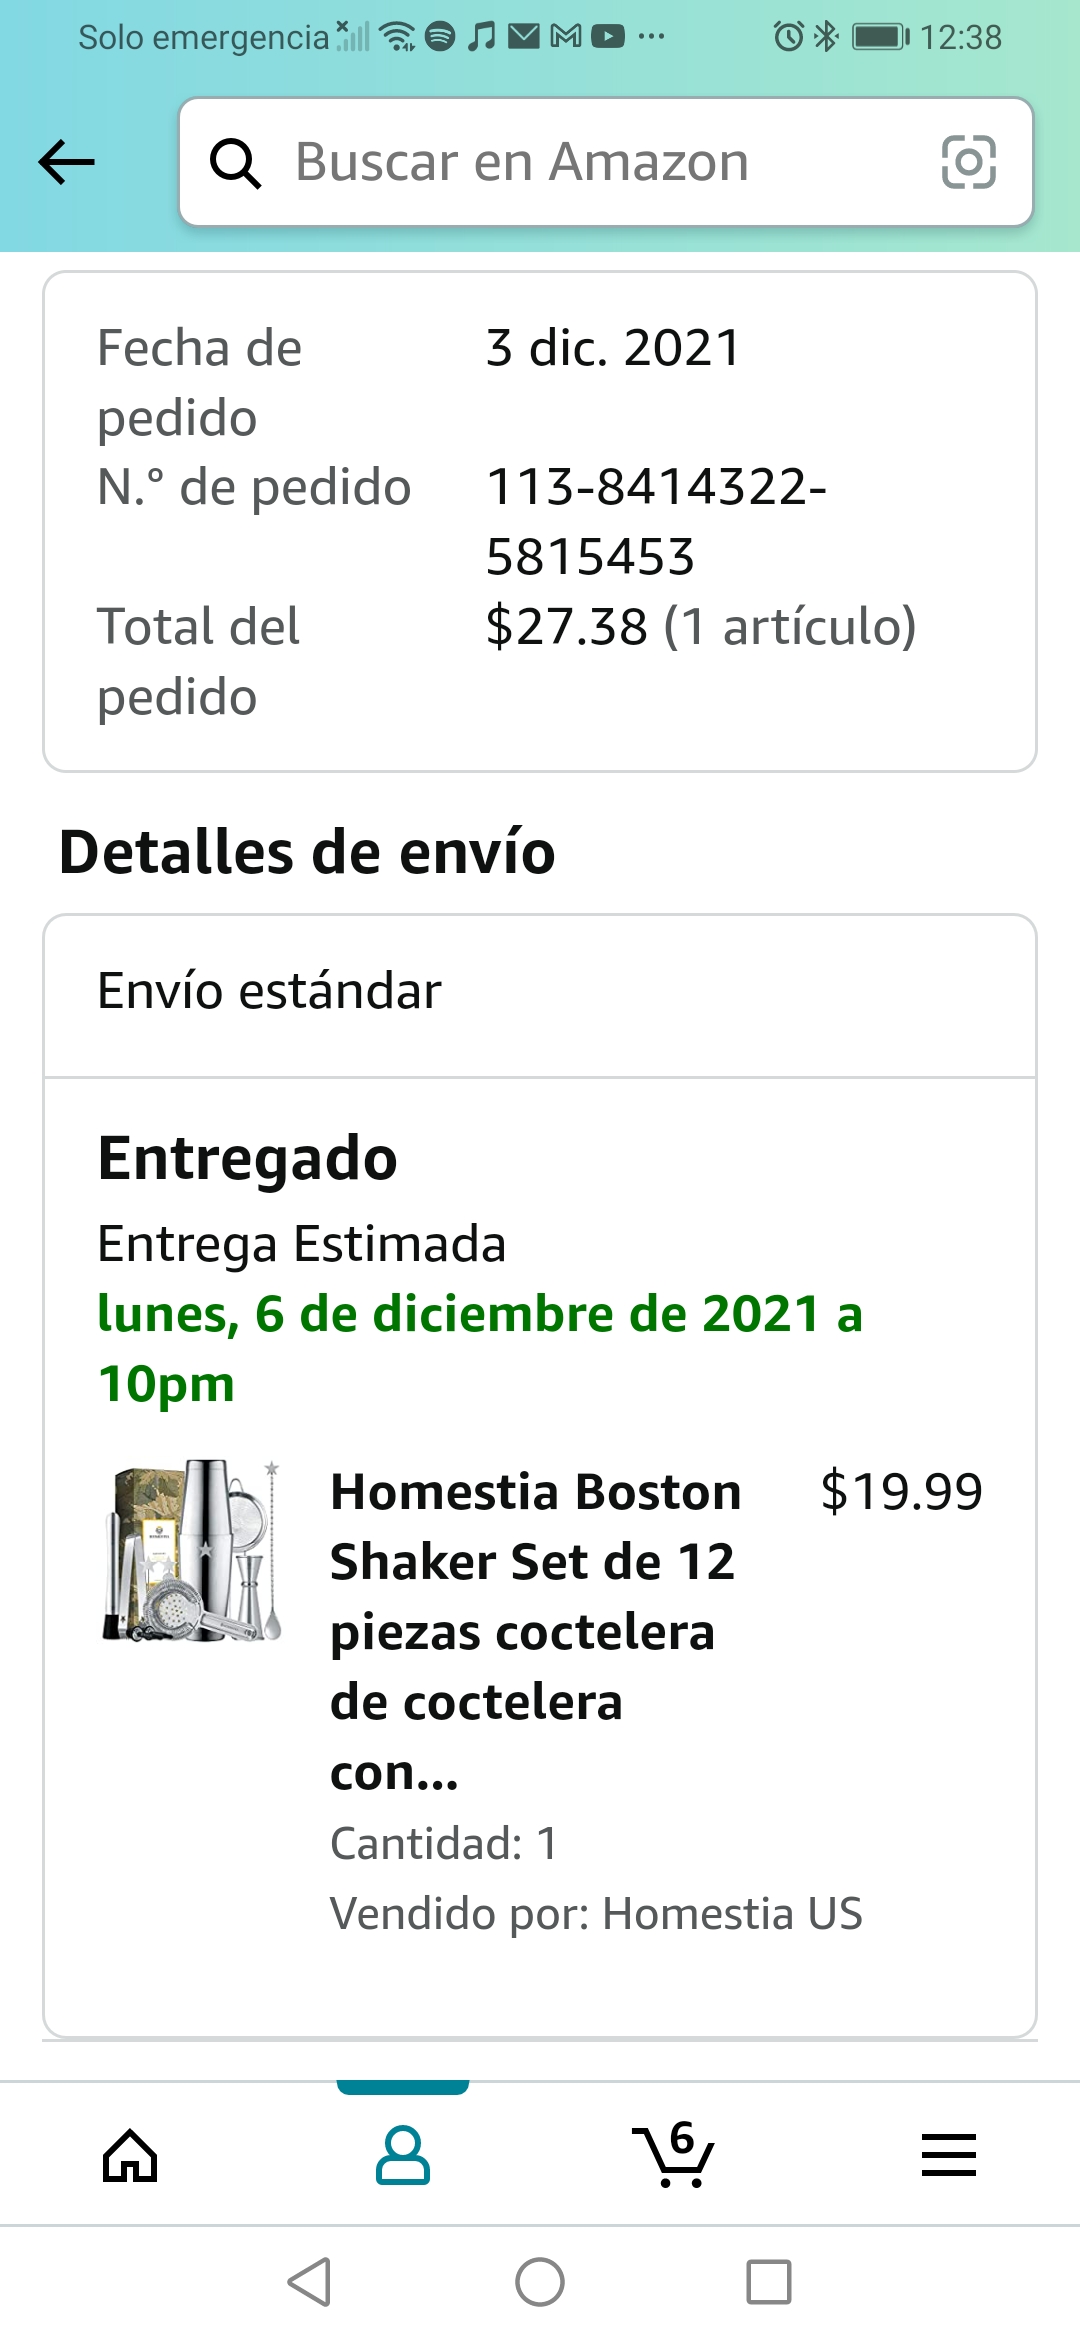 Solo emergencia 12:38
Buscar en Amazon
Fecha de 3 dic. 2021
pedido
N.° de pedido 113-8414322-
5815453
Total del $27.38 (1 artículo)
pedido
Detalles de envío
Envío estándar
Entregado
Entrega Estimada
lunes, 6 de diciembre de 2021 a
10pm
Homestia Boston $19.99
Shaker Set de 12
piezas coctelera
de coctelera
con...
Cantidad: 1
Vendido por: Homestia US
6